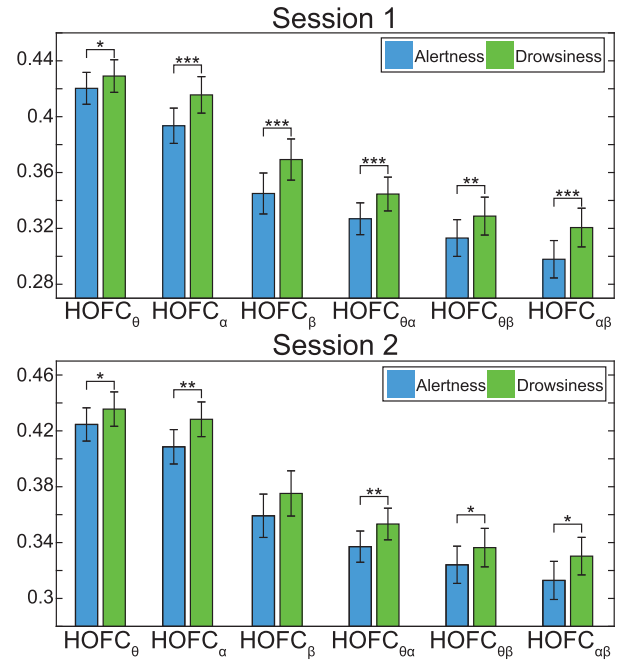 Session 1
0.44
0.4
0.36
0.32
0.28
Alertness Drowsiness
* *** *** *** ** ***
HOFCθ HOFCα HOFCβ HOFCθα HOFCθβ HOFCαβ
Session 2
0.46
0.42
0.38
0.34
0.3
Alertness Drowsiness
* ** ** * *
HOFCθ HOFCα HOFCβ HOFCθα HOFCθβ HOFCαβ